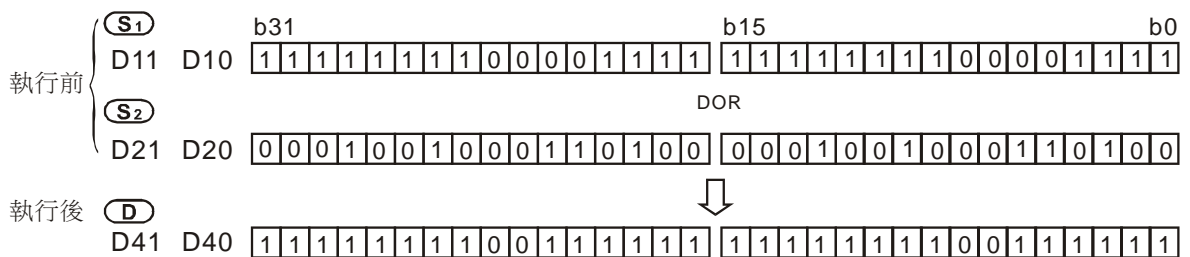 S1 b31 b15 b0
D11 D10 1 1 1 1 1 1 1 1 0 0 0 0 1 1 1 1 1 1 1 1 1 1 1 1 0 0 0 0 1 1 1 1
執行前
S2 DOR
D21 D20 0 0 0 1 0 0 1 0 0 0 1 1 0 1 0 0 0 0 0 1 0 0 1 0 0 0 1 1 0 1 0 0
執行後 D
D41 D40 1 1 1 1 1 1 1 1 0 0 1 1 1 1 1 1 1 1 1 1 1 1 1 1 0 0 1 1 1 1 1 1